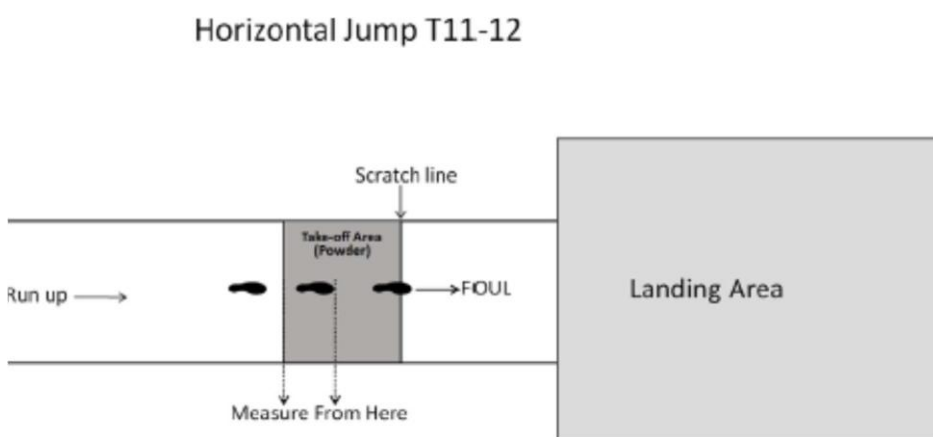 Horizontal Jump T11-12
Scratch line
Take-off Area
(Powder)
Run up
FOUL
Landing Area
Measure From Here